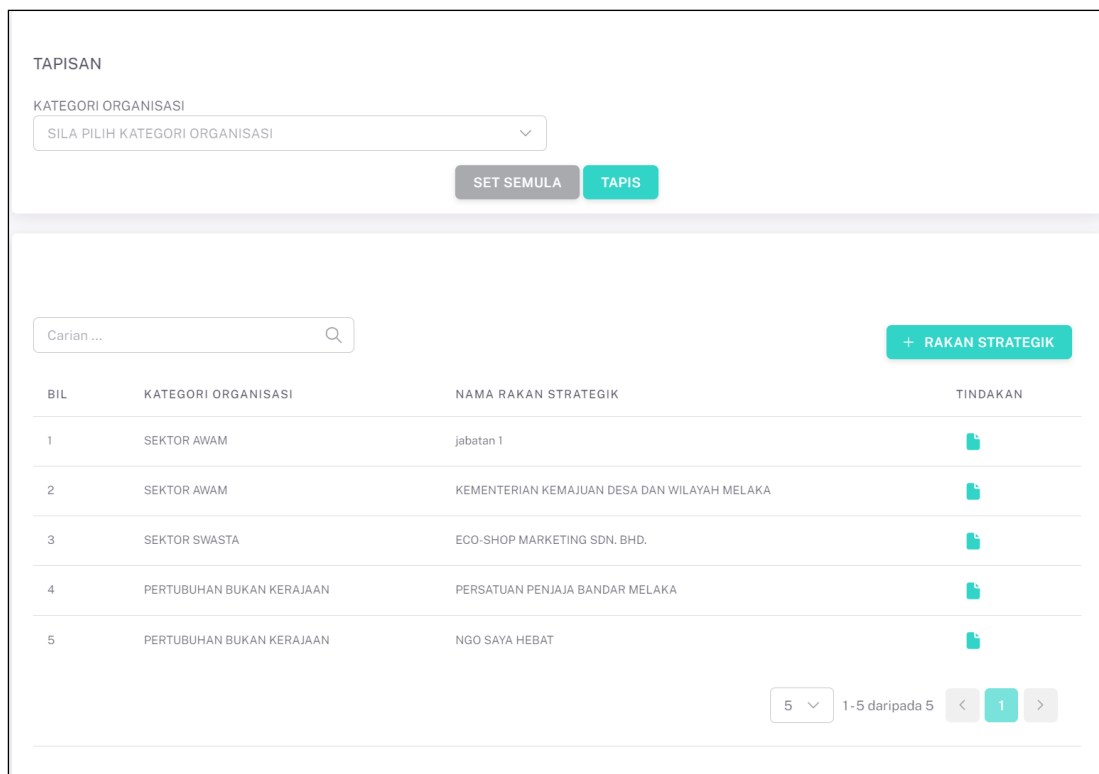 TAPISAN
KATEGORI ORGANISASI
SILA PILIH KATEGORI ORGANISASI
SET SEMULA TAPIS
Carian ...
+ RAKAN STRATEGIK
BIL KATEGORI ORGANISASI NAMA RAKAN STRATEGIK TINDAKAN
1 SEKTOR AWAM jabatan 1
2 SEKTOR AWAM KEMENTERIAN KEMAJUAN DESA DAN WILAYAH MELAKA
3 SEKTOR SWASTA ECO-SHOP MARKETING SDN. BHD.
4 PERTUBUHAN BUKAN KERAJAAN PERSATUAN PENJAJA BANDAR MELAKA
5 PERTUBUHAN BUKAN KERAJAAN NGO SAYA HEBAT
5 1-5 daripada 5 < 1 >